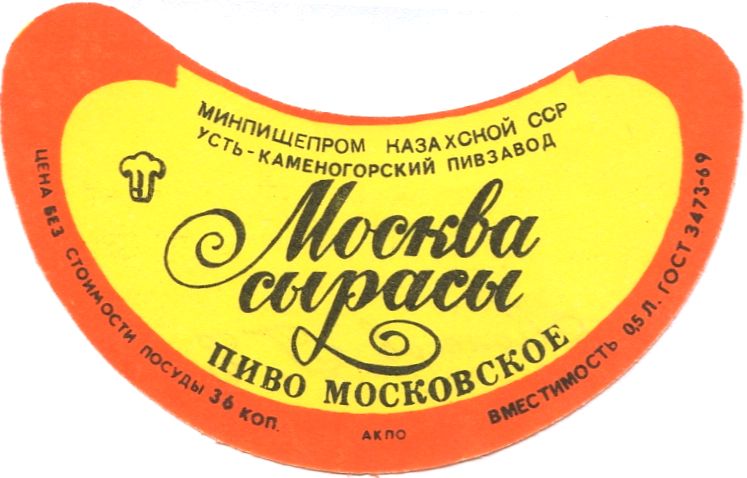 МИНПИЩЕПРОМ КАЗАХСКОЙ ССР
УСТЬ-КАМЕНОГОРСКИЙ ПИВЗАВОД
Москва
сырасы
ПИВО МОСКОВСКОЕ
ЦЕНА БЕЗ СТОИМОСТИ ПОСУДЫ 36 КОП.
АКПО
ВМЕСТИМОСТЬ 0,5 Л. ГОСТ 3473-69